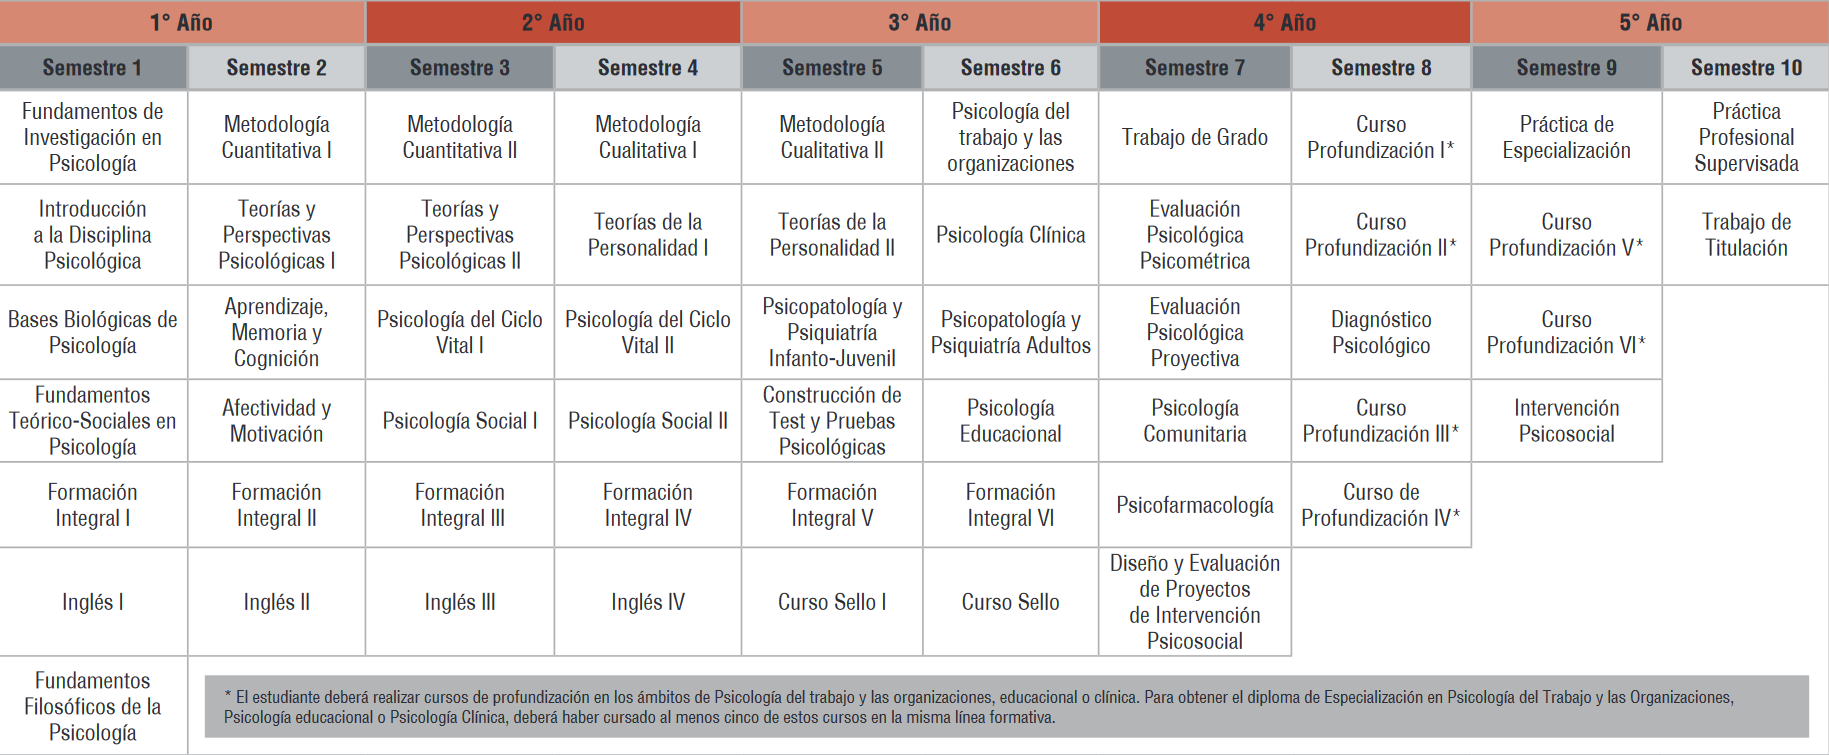 1° Año 2° Año 3° Año 4° Año 5° Año
Semestre 1 Semestre 2 Semestre 3 Semestre 4 Semestre 5 Semestre 6 Semestre 7 Semestre 8 Semestre 9 Semestre 10
Fundamentos de
Investigación en
Psicología
Metodología
Cuantitativa I
Metodología
Cuantitativa II
Metodología
Cualitativa I
Metodología
Cualitativa II
Psicología del
trabajo y las
organizaciones
Trabajo de Grado
Curso
Profundización I*
Práctica de
Especialización
Práctica
Profesional
Supervisada
Introducción
a la Disciplina
Psicológica
Teorías y
Perspectivas
Psicológicas I
Teorías y
Perspectivas
Psicológicas II
Teorías de la
Personalidad I
Teorías de la
Personalidad II
Psicología Clínica
Evaluación
Psicológica
Psicométrica
Curso
Profundización II*
Curso
Profundización V*
Trabajo de
Titulación
Bases Biológicas de
Psicología
Aprendizaje,
Memoria y
Cognición
Psicología del Ciclo
Vital I
Psicología del Ciclo
Vital II
Psicopatología y
Psiquiatría
Infanto-Juvenil
Psicopatología y
Psiquiatría Adultos
Evaluación
Psicológica
Proyectiva
Diagnóstico
Psicológico
Curso
Profundización VI*
Fundamentos
Teórico-Sociales en
Psicología
Afectividad y
Motivación
Psicología Social I
Psicología Social II
Construcción de
Test y Pruebas
Psicológicas
Psicología
Educacional
Psicología
Comunitaria
Curso
Profundización III*
Intervención
Psicosocial
Formación
Integral I
Formación
Integral II
Formación
Integral III
Formación
Integral IV
Formación
Integral V
Formación
Integral VI
Psicofarmacología
Curso de
Profundización IV*
Inglés I
Inglés II
Inglés III
Inglés IV
Curso Sello I
Curso Sello
Diseño y Evaluación
de Proyectos
de Intervención
Psicosocial
Fundamentos
Filosóficos de la
Psicología
* El estudiante deberá realizar cursos de profundización en los ámbitos de Psicología del trabajo y las organizaciones, educacional o clínica. Para obtener el diploma de Especialización en Psicología del Trabajo y las Organizaciones,
Psicología educacional o Psicología Clínica, deberá haber cursado al menos cinco de estos cursos en la misma línea formativa.